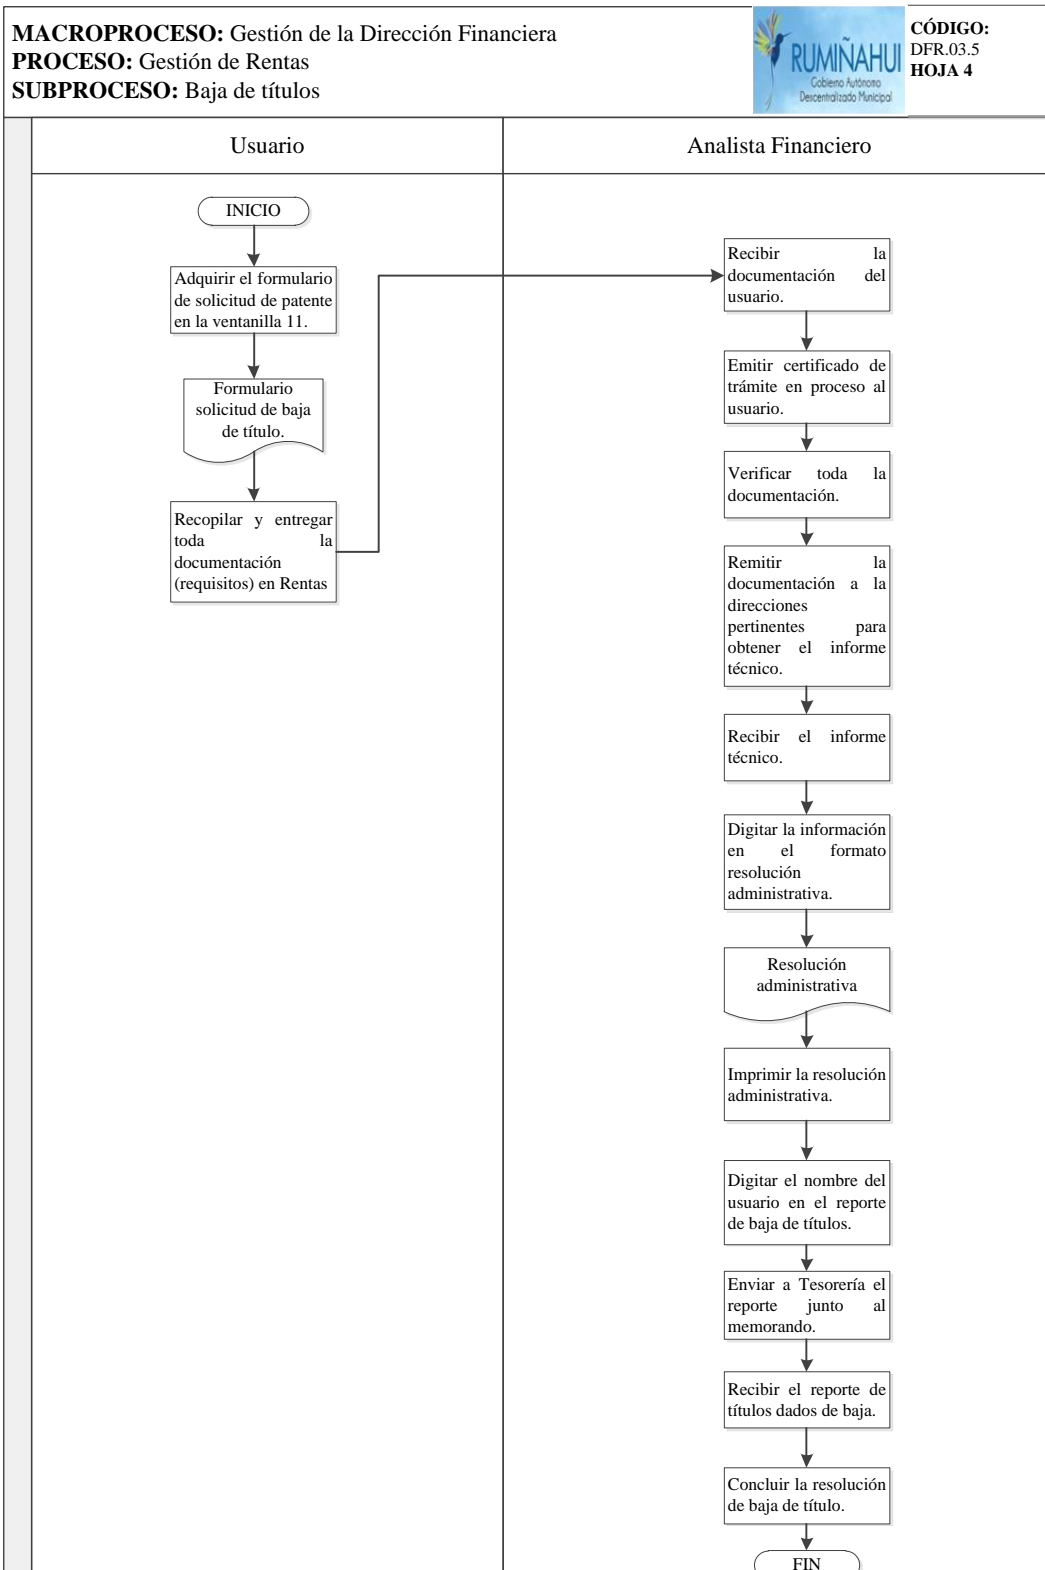 MACROPROCESO: Gestión de la Dirección Financiera
PROCESO: Gestión de Rentas
SUBPROCESO: Baja de títulos
RUMIÑAHUI
Gobierno Autónomo
Descentralizado Municipal
CÓDIGO:
DFR.03.5
HOJA 4
Usuario
Analista Financiero
INICIO
Adquirir el formulario
de solicitud de patente
en la ventanilla 11.
Formulario
solicitud de baja
de título.
Recopilar y entregar
toda la
documentación
(requisitos) en Rentas
Recibir la
documentación del
usuario.
Emitir certificado de
trámite en proceso al
usuario.
Verificar toda la
documentación.
Remitir la
documentación a la
direcciones
pertinentes para
obtener el informe
técnico.
Recibir el informe
técnico.
Digitar la información
en el formato
resolución
administrativa.
Resolución
administrativa
Imprimir la resolución
administrativa.
Digitar el nombre del
usuario en el reporte
de baja de títulos.
Enviar a Tesorería el
reporte junto al
memorando.
Recibir el reporte de
títulos dados de baja.
Concluir la resolución
de baja de título.
FIN